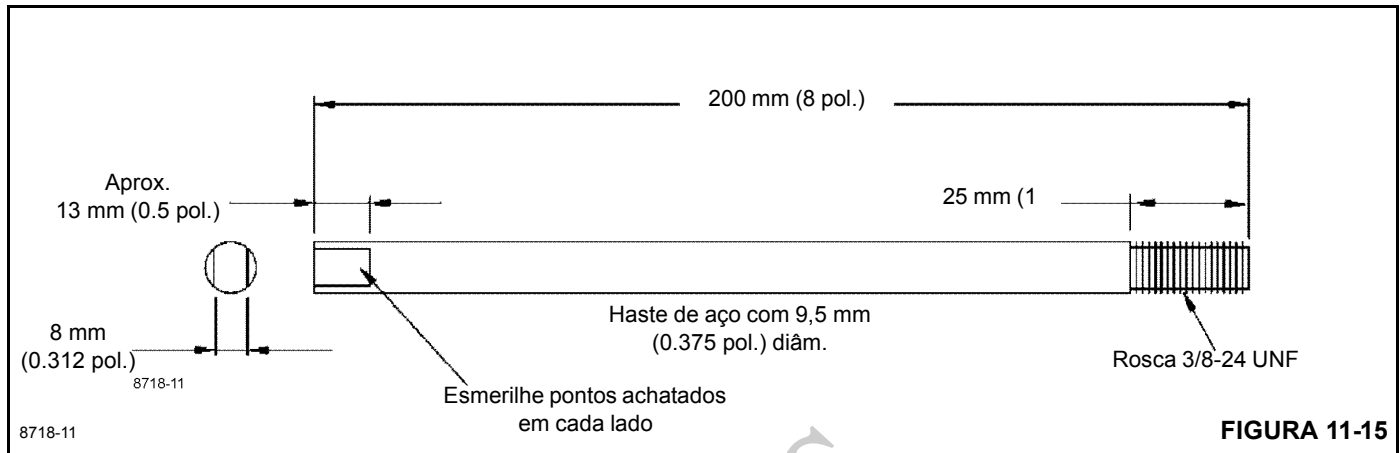 200 mm (8 pol.)
Aprox.
13 mm (0.5 pol.)
25 mm (1
8 mm
(0.312 pol.)
8718-11
Haste de aço com 9,5 mm
(0.375 pol.) diâm.
Rosca 3/8-24 UNF
Esmerilhe pontos achatados
em cada lado
8718-11
FIGURA 11-15